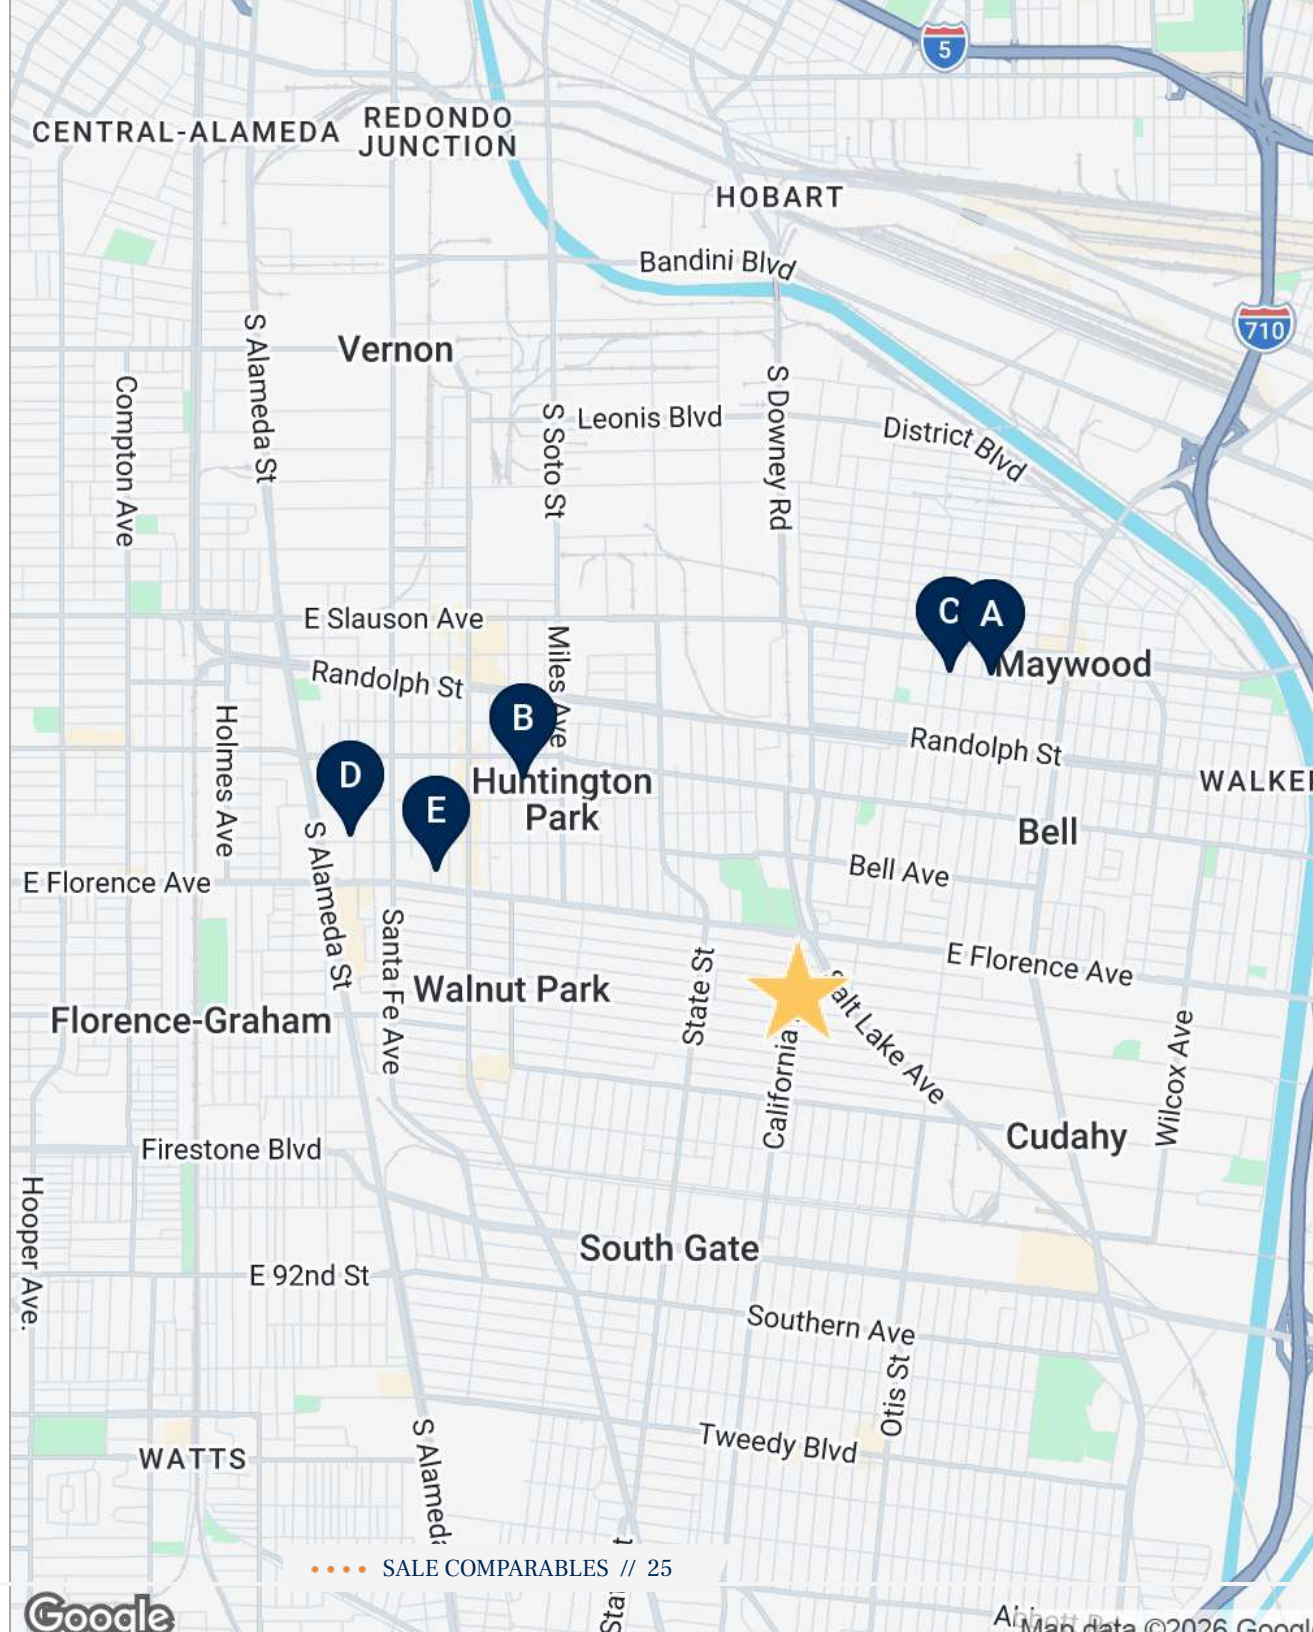 5
CENTRAL-ALAMEDA
REDONDO
JUNCTION
HOBART
Bandini Blvd
710
S Alameda St
Vernon
Compton Ave
S Soto St
Leonis Blvd
S Downey Rd
District Blvd
C
A
E Slauson Ave
Miles Ave
Maywood
Randolph St
B
Holmes Ave
Randolph St
D
Huntington
Park
WALKE
E
Bell
S Alameda St
Bell Ave
E Florence Ave
Santa Fe Ave
State St
E Florence Ave
Walnut Park
Salt Lake Ave
Florence-Graham
California
Wilcox Ave
Cudahy
Firestone Blvd
Hooper Ave.
South Gate
E 92nd St
Southern Ave
Otis St
S Alameda
Tweedy Blvd
WATTS
SALE COMPARABLES // 25
Google
Map data ©2026 Googl